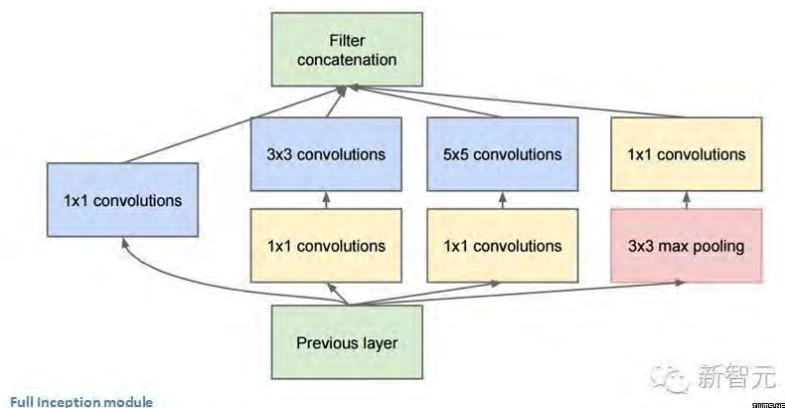 Filter
concatenation
3x3 convolutions
5x5 convolutions
1x1 convolutions
1x1 convolutions
1x1 convolutions
1x1 convolutions
3x3 max pooling
Previous layer
新智元
Full Inception module